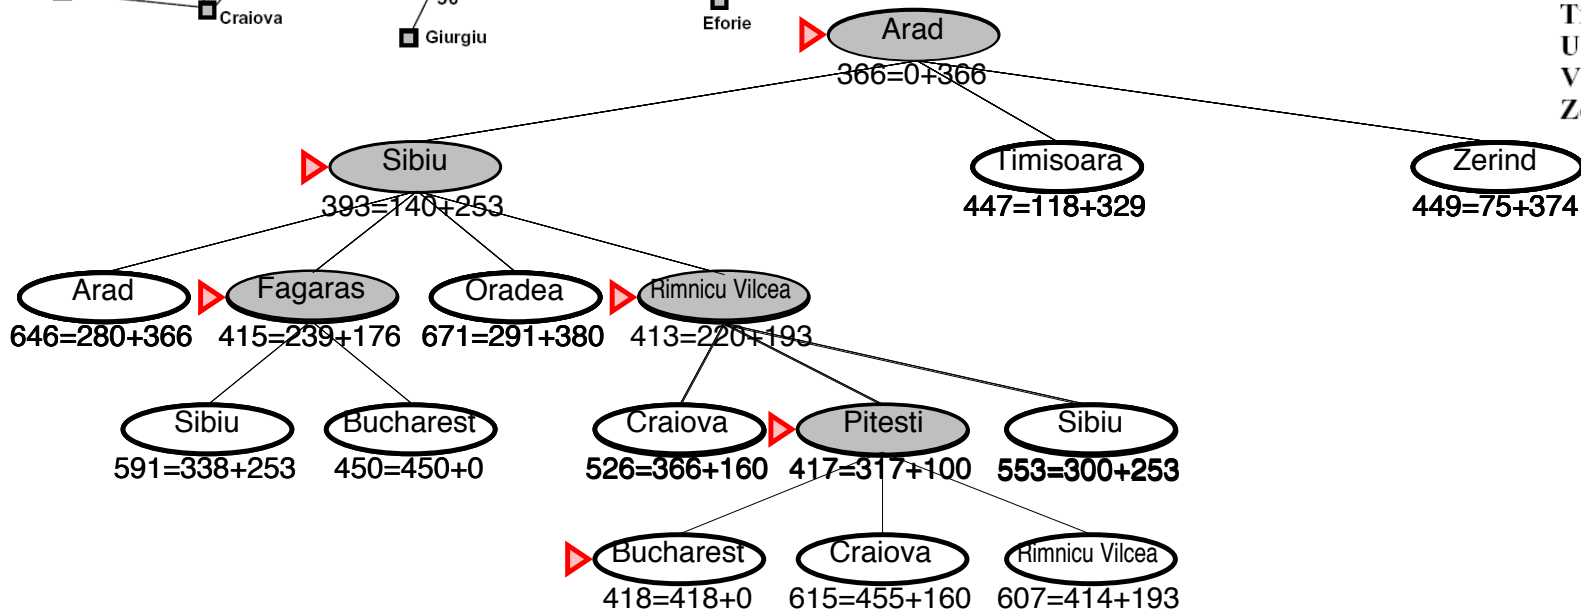 Craiova
Giurgiu
Eforie
Arad
366=0+366
Sibiu
393=140+253
Timisoara
447=118+329
Zerind
449=75+374
Arad
646=280+366
Fagaras
415=239+176
Oradea
671=291+380
Rimnicu Vilcea
413=220+193
Sibiu
591=338+253
Bucharest
450=450+0
Craiova
526=366+160
Pitesti
417=317+100
Sibiu
553=300+253
Bucharest
418=418+0
Craiova
615=455+160
Rimnicu Vilcea
607=414+193